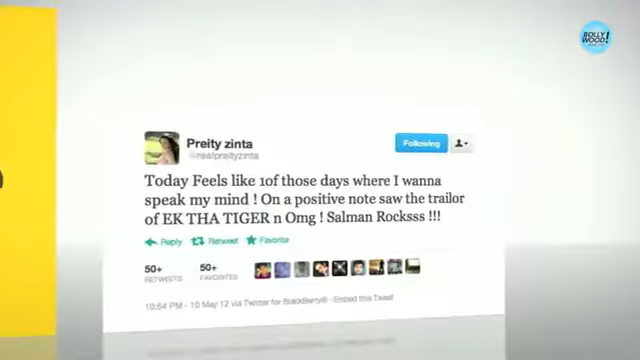 BOLLY
WOOD!
Preity zinta
@realpreityzinta
Following
Today Feels like 1of those days where I wanna
speak my mind ! On a positive note saw the trailor
of EK THA TIGER n Omg ! Salman Rocksss !!!
Reply Retweet Favorite
50+ 50+
RETWEETS FAVORITES
10:54 PM - 10 May 12 via Twitter for BlackBerry® · Embed this Tweet